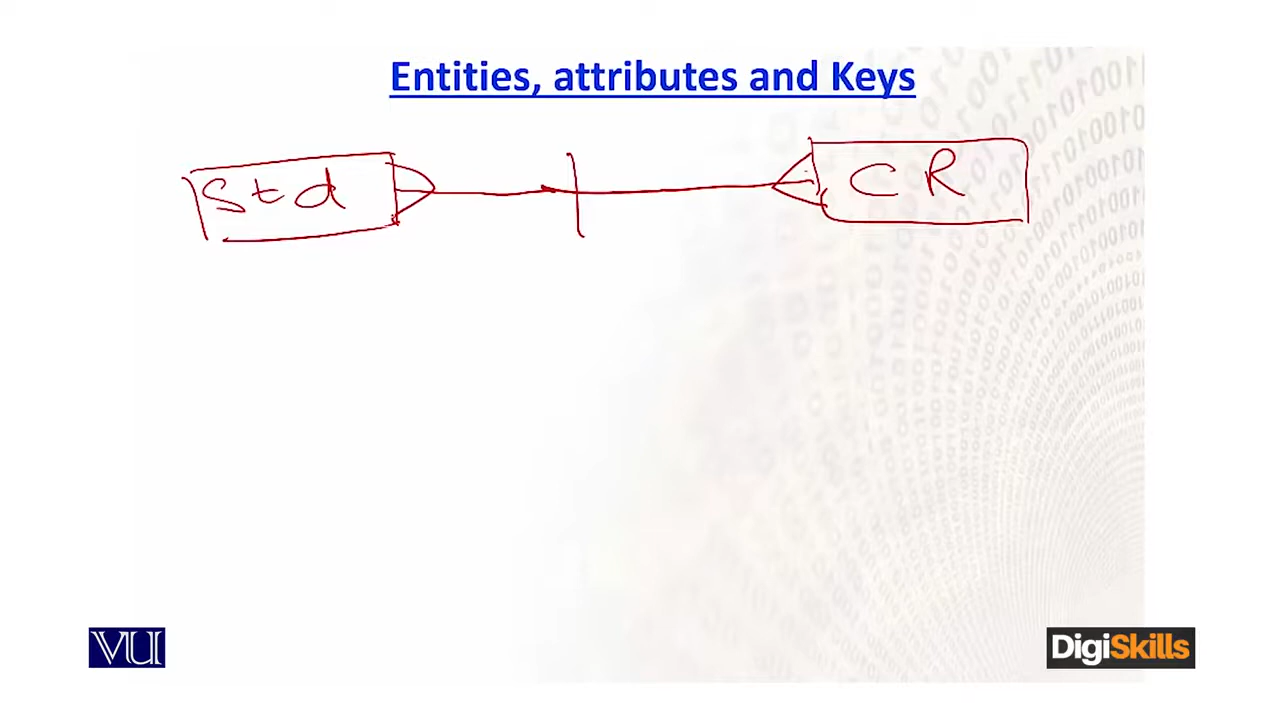 Entities, attributes and Keys
Std
CR
VU
DigiSkills